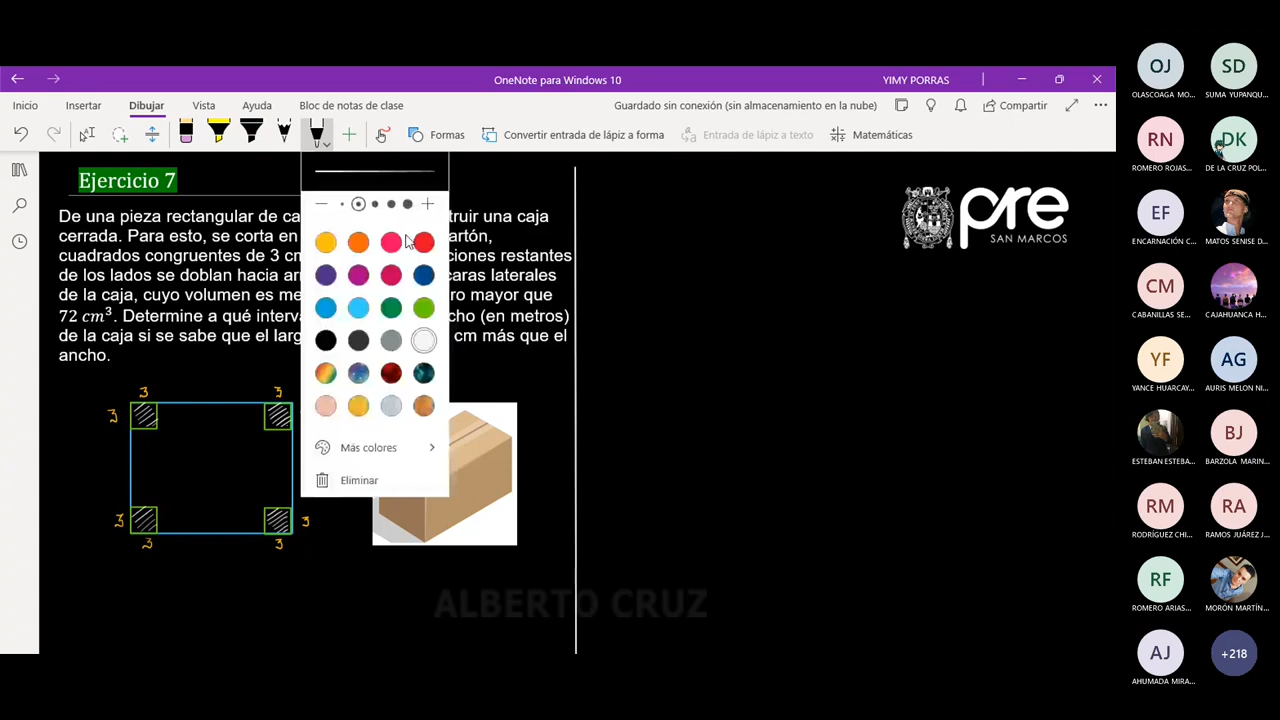 OneNote para Windows 10
YIMY PORRAS
Inicio
Insertar
Dibujar
Vista
Ayuda
Bloc de notas de clase
Guardado sin conexión (sin almacenamiento en la nube)
Compartir
Formas
Convertir entrada de lápiz a forma
Entrada de lápiz a texto
Matemáticas
Ejercicio 7
De una pieza rectangular de ca truir una caja
cerrada. Para esto, se corta en artón,
cuadrados congruentes de 3 cm ciones restantes
de los lados se doblan hacia ar caras laterales
de la caja, cuyo volumen es me ro mayor que
72 cm³. Determine a qué interva cho (en metros)
de la caja si se sabe que el larg cm más que el
ancho.
Más colores
Eliminar
3 3
3
3 3
3 3
pre
SAN MARCOS
ALBERTO CRUZ
OJ SD
OLASCOAGA MO... SUMA YUPANQU...
RN DK
ROMERO ROJAS... DE LA CRUZ POL...
EF
ENCARNACIÓN C... MATOS SENISE D...
CM
CABANILLAS SE... CAJAHUANCA H...
YF AG
YANCE HUARCAY... AURIS MELON NI...
BJ
ESTEBAN ESTEBA... BARZOLA MARIN...
RM RA
RODRÍGUEZ CHI... RAMOS JUÁREZ J...
RF
ROMERO ARIAS... MORÓN MARTÍN...
AJ +218
AHUMADA MIRA...